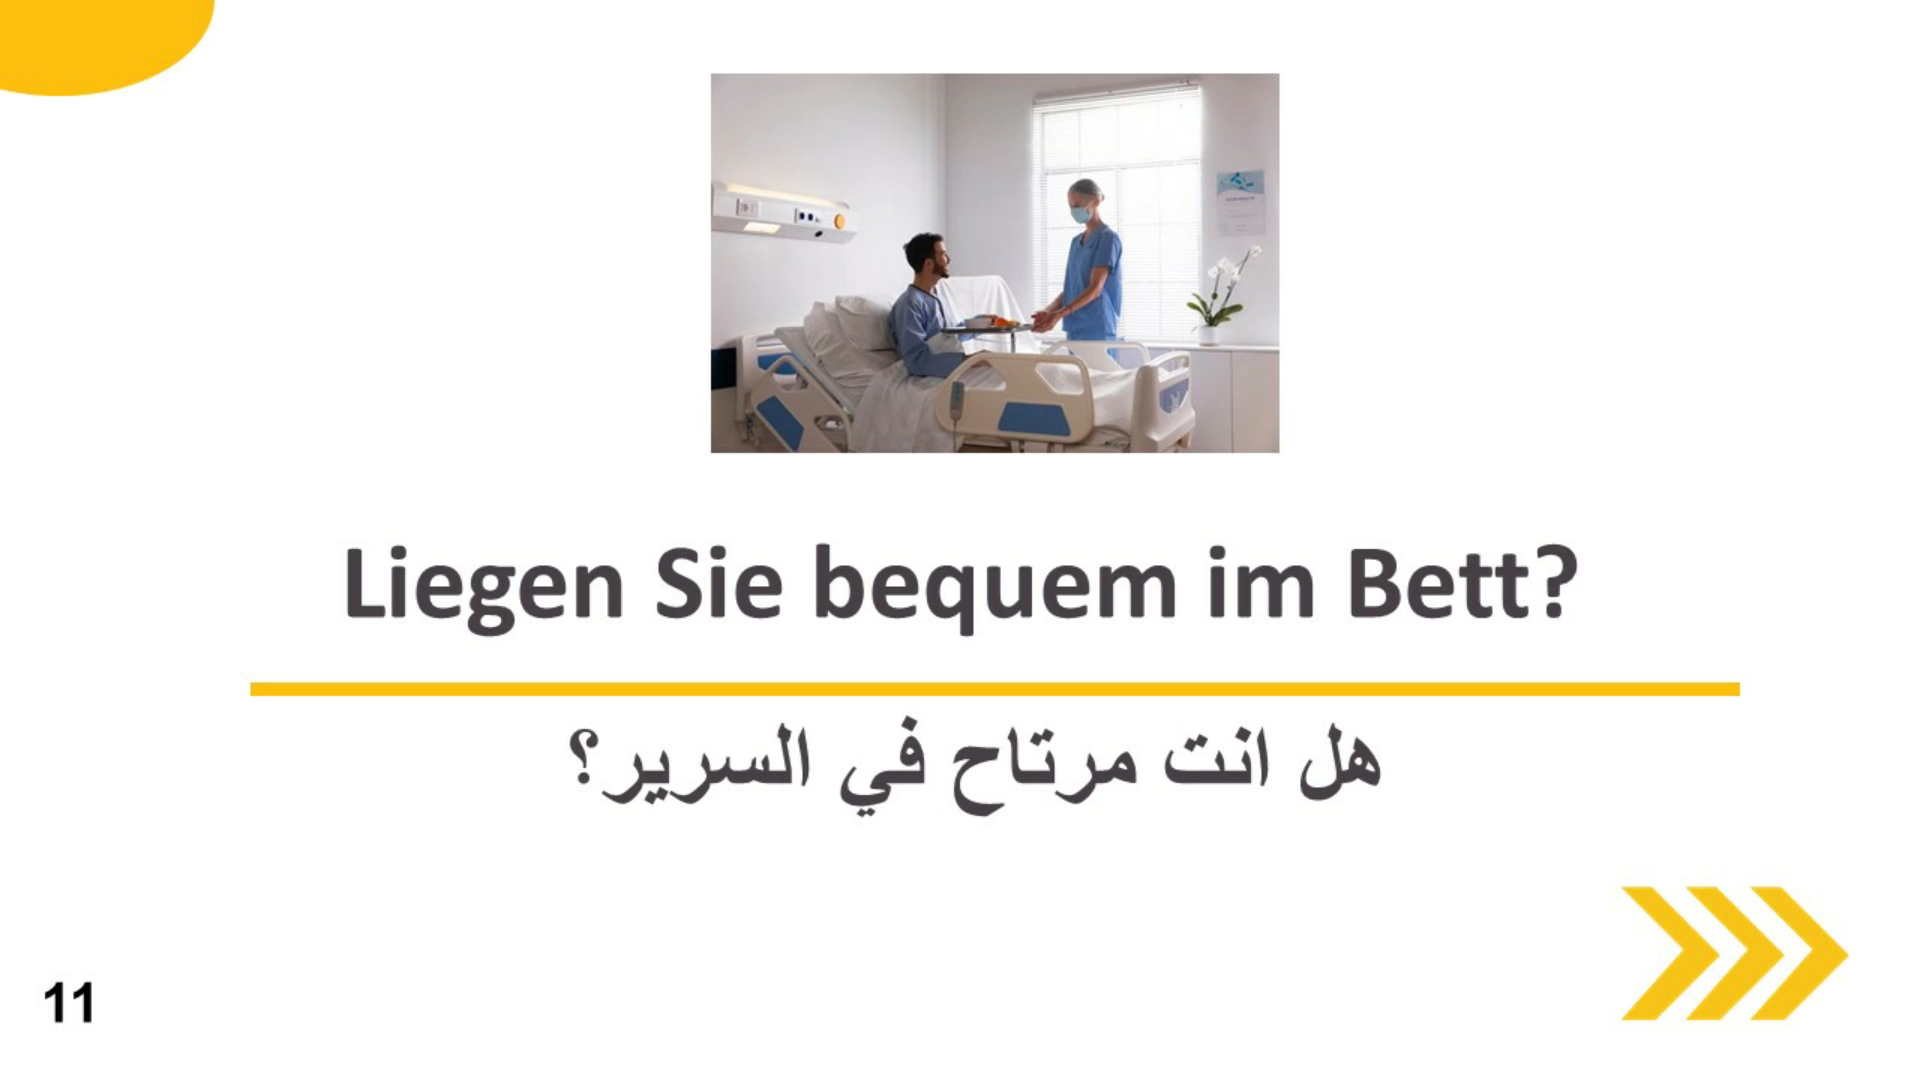 Liegen Sie bequem im Bett?
هل انت مرتاح في السرير؟
11